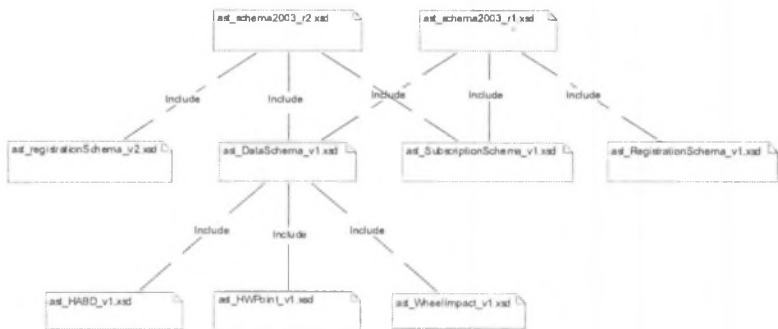 ast_schema2003_r2.xsd
ast_schema2003_r1.xsd
Include
Include
Include
Include
Include
Include
ast_registrationSchema_v2.xsd
ast_DataSchema_v1.xsd
ast_SubscriptionSchema_v1.xsd
ast_RegistrationSchema_v1.xsd
Include
Include
Include
ast_HABD_v1.xsd
ast_HWPoint_v1.xsd
ast_WheelImpact_v1.xsd